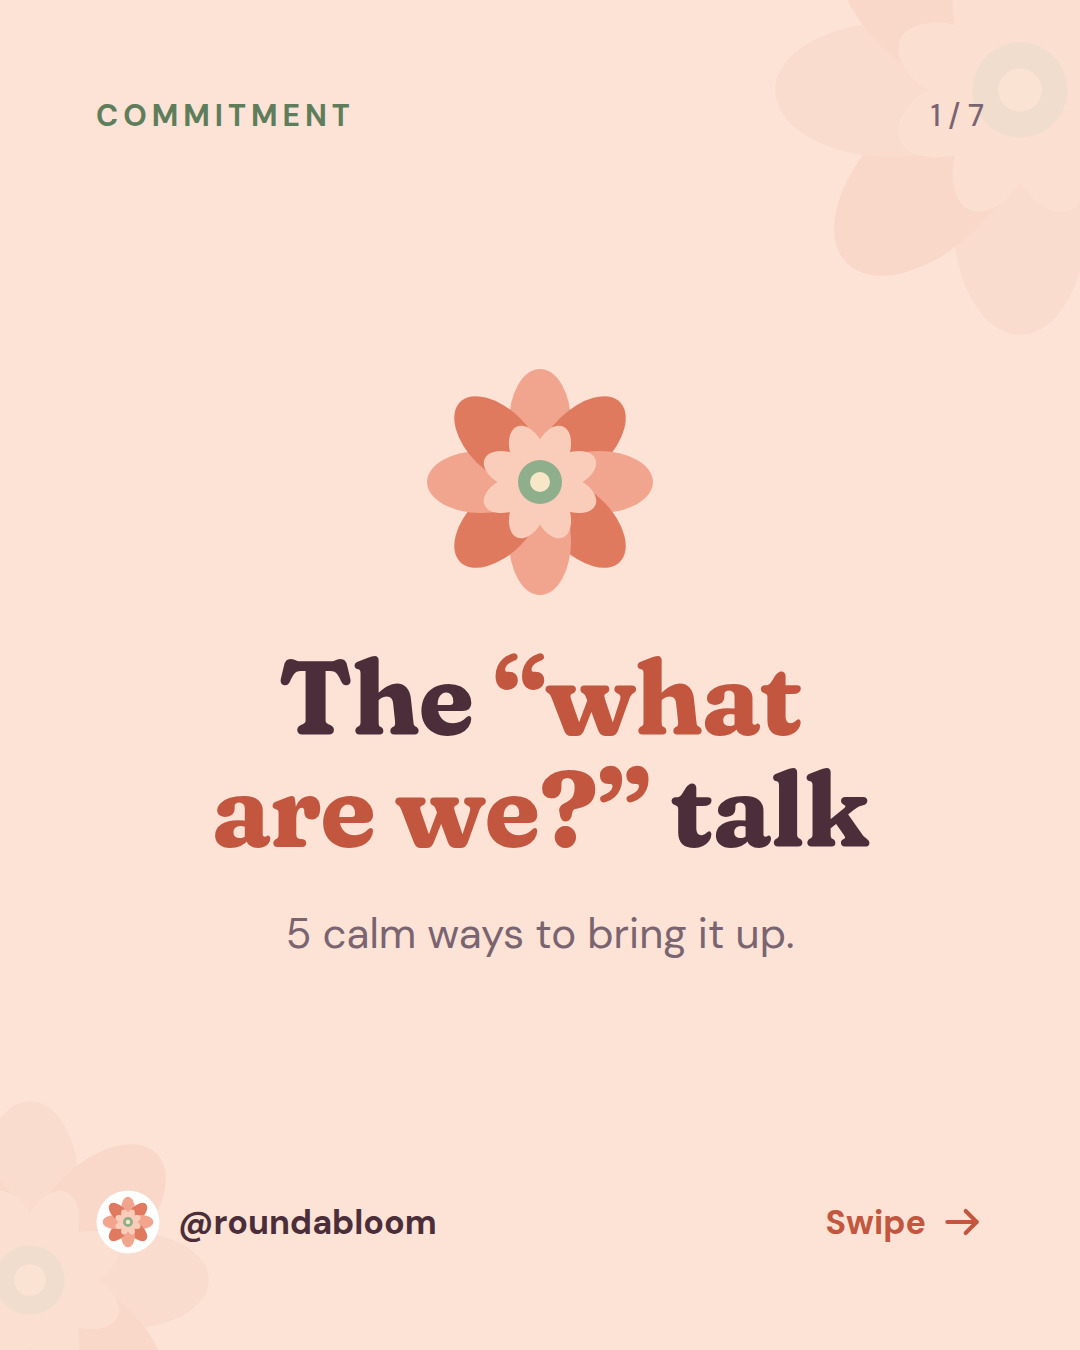 COMMITMENT
1 / 7
The “what
are we?” talk
5 calm ways to bring it up.
@roundabloom
Swipe →